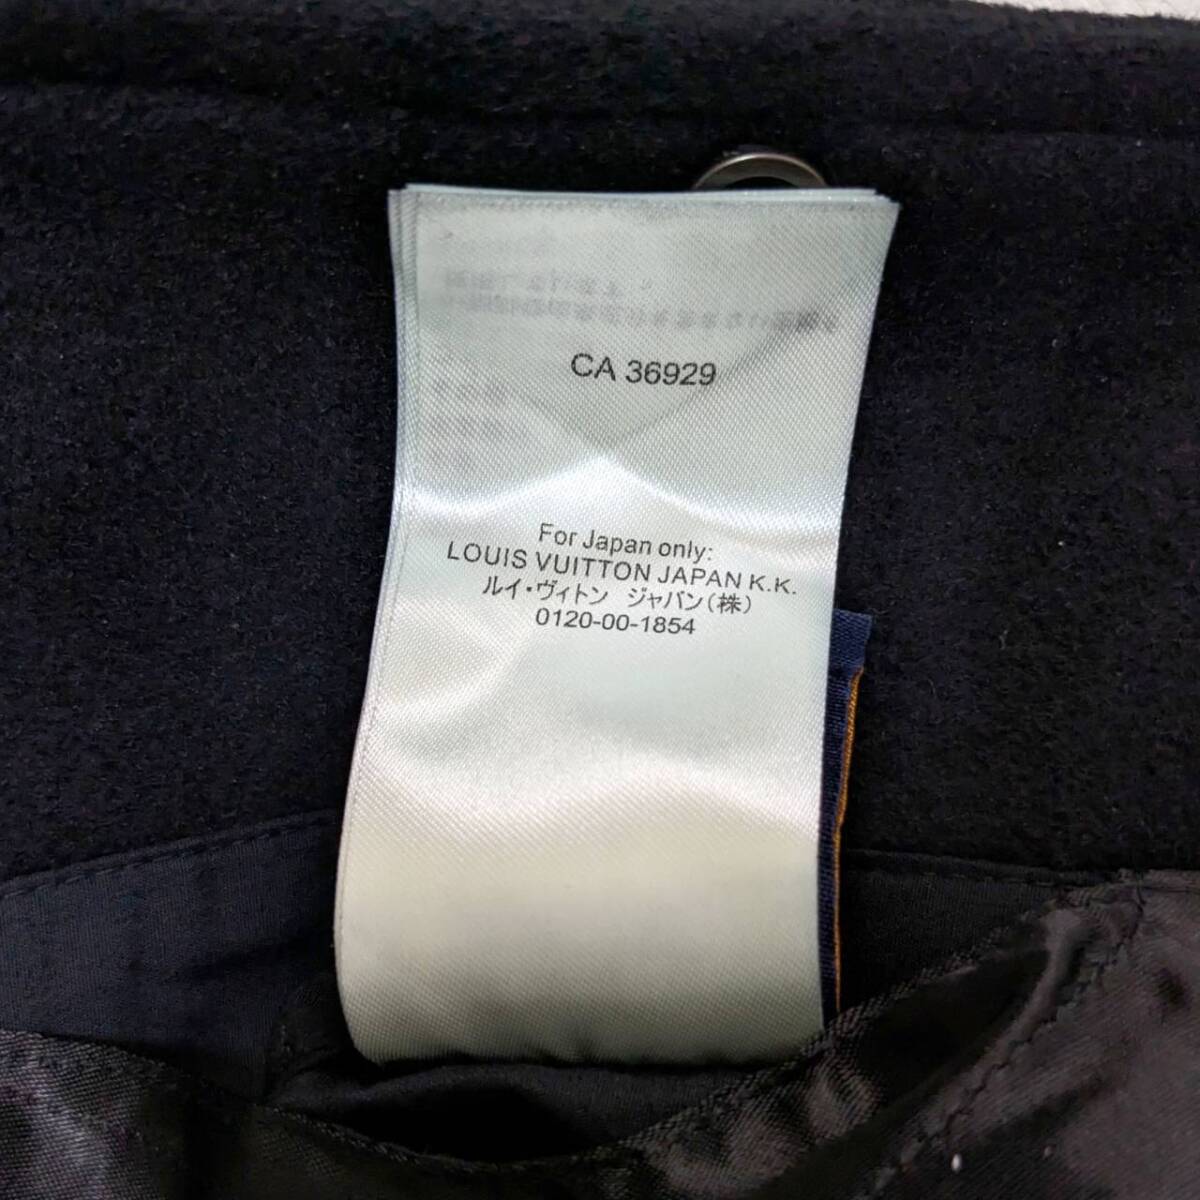 CA 36929
For Japan only:
LOUIS VUITTON JAPAN K.K.
ルイ・ヴィトン ジャパン(株)
0120-00-1854